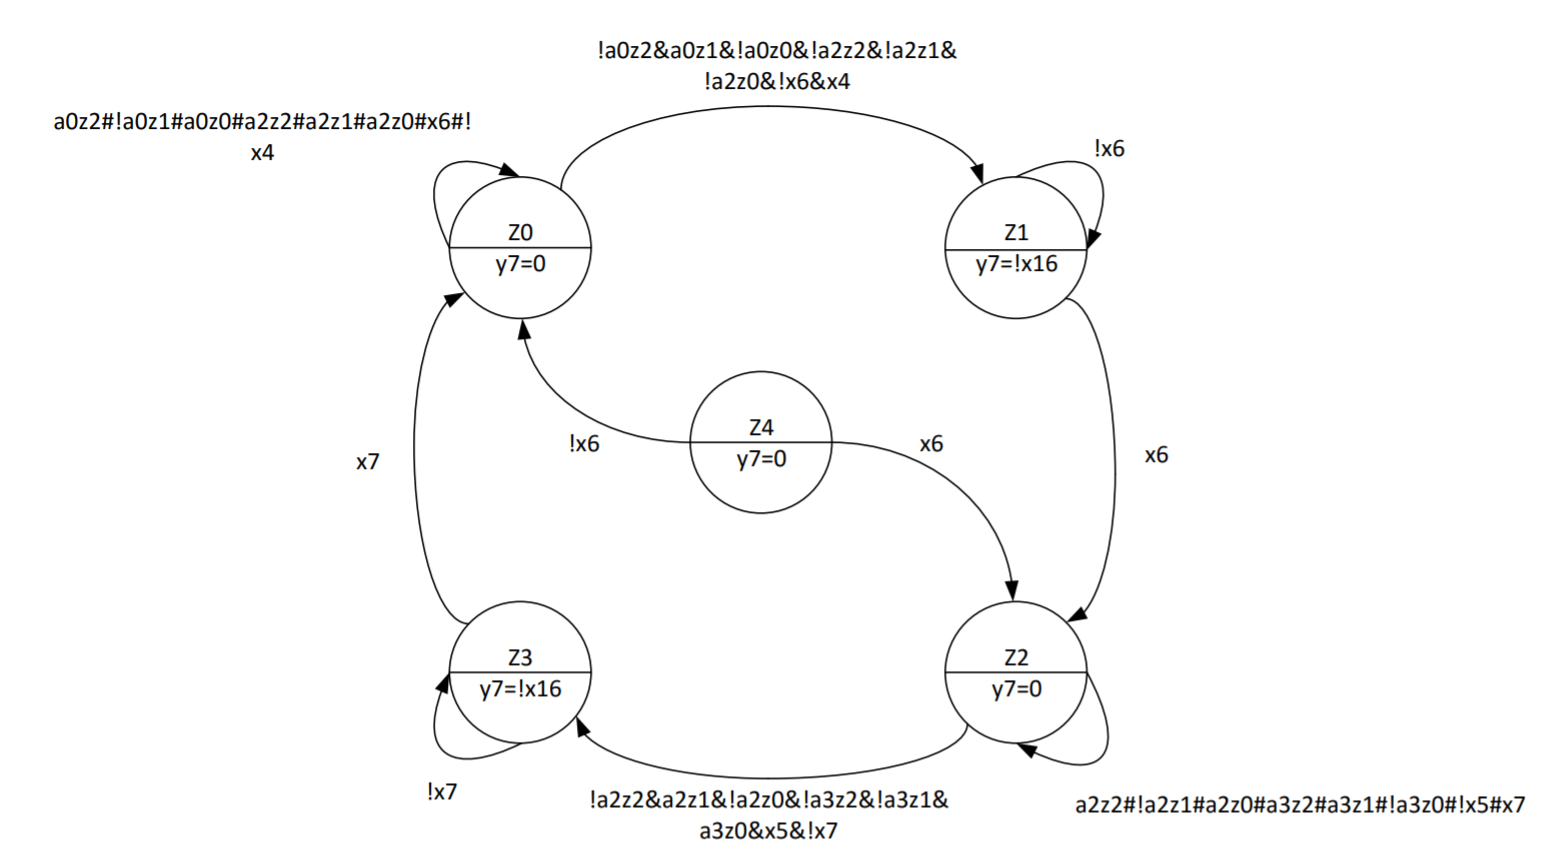 !a0z2&a0z1&!a0z0&!a2z2&!a2z1&
!a2z0&!x6&x4
a0z2#!a0z1#a0z0#a2z2#a2z1#a2z0#x6#!
x4
!x6
Z0
y7=0
Z1
y7=!x16
Z4
y7=0
!x6
x6
x7
x6
Z3
y7=!x16
Z2
y7=0
!x7
!a2z2&a2z1&!a2z0&!a3z2&!a3z1&
a3z0&x5&!x7
a2z2#!a2z1#a2z0#a3z2#a3z1#!a3z0#!x5#x7